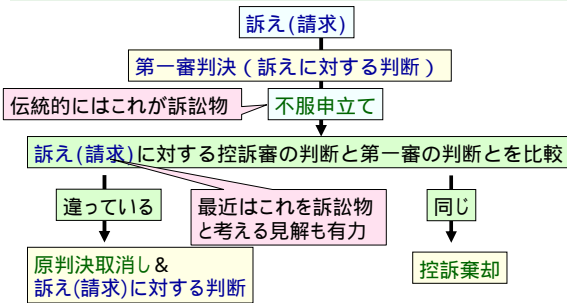 訴え(請求)
第一審判決（訴えに対する判断）
伝統的にはこれが訴訟物
不服申立て
訴え(請求)に対する控訴審の判断と第一審の判断とを比較
違っている
最近はこれを訴訟物
と考える見解も有力
同じ
原判決取消し&
訴え(請求)に対する判断
控訴棄却